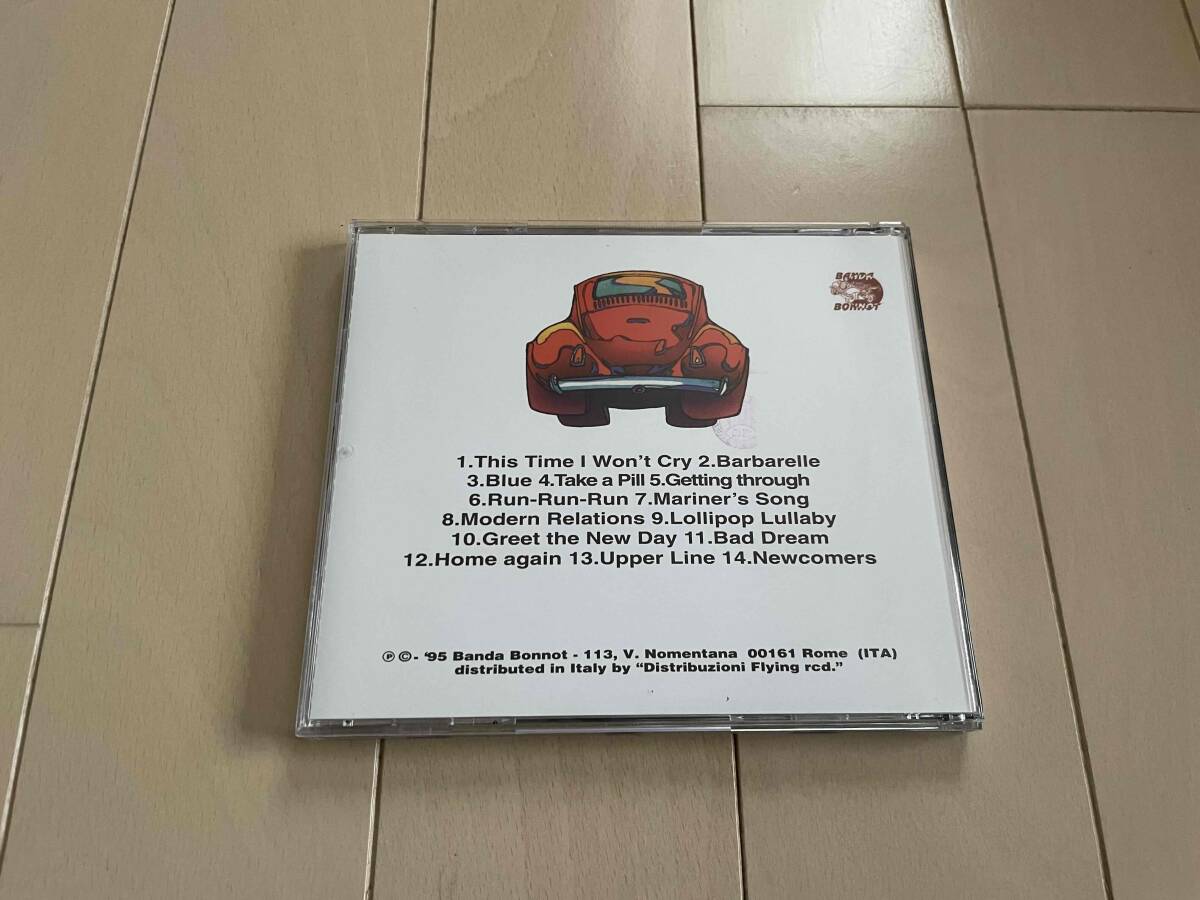 BANDA
BONNOT
1.This Time I Won't Cry 2.Barbarelle
3.Blue 4.Take a Pill 5.Getting through
6.Run-Run-Run 7.Mariner's Song
8.Modern Relations 9.Lollipop Lullaby
10.Greet the New Day 11.Bad Dream
12.Home again 13.Upper Line 14.Newcomers
℗ ©- '95 Banda Bonnot - 113, V. Nomentana 00161 Rome (ITA)
distributed in Italy by "Distribuzioni Flying rcd."